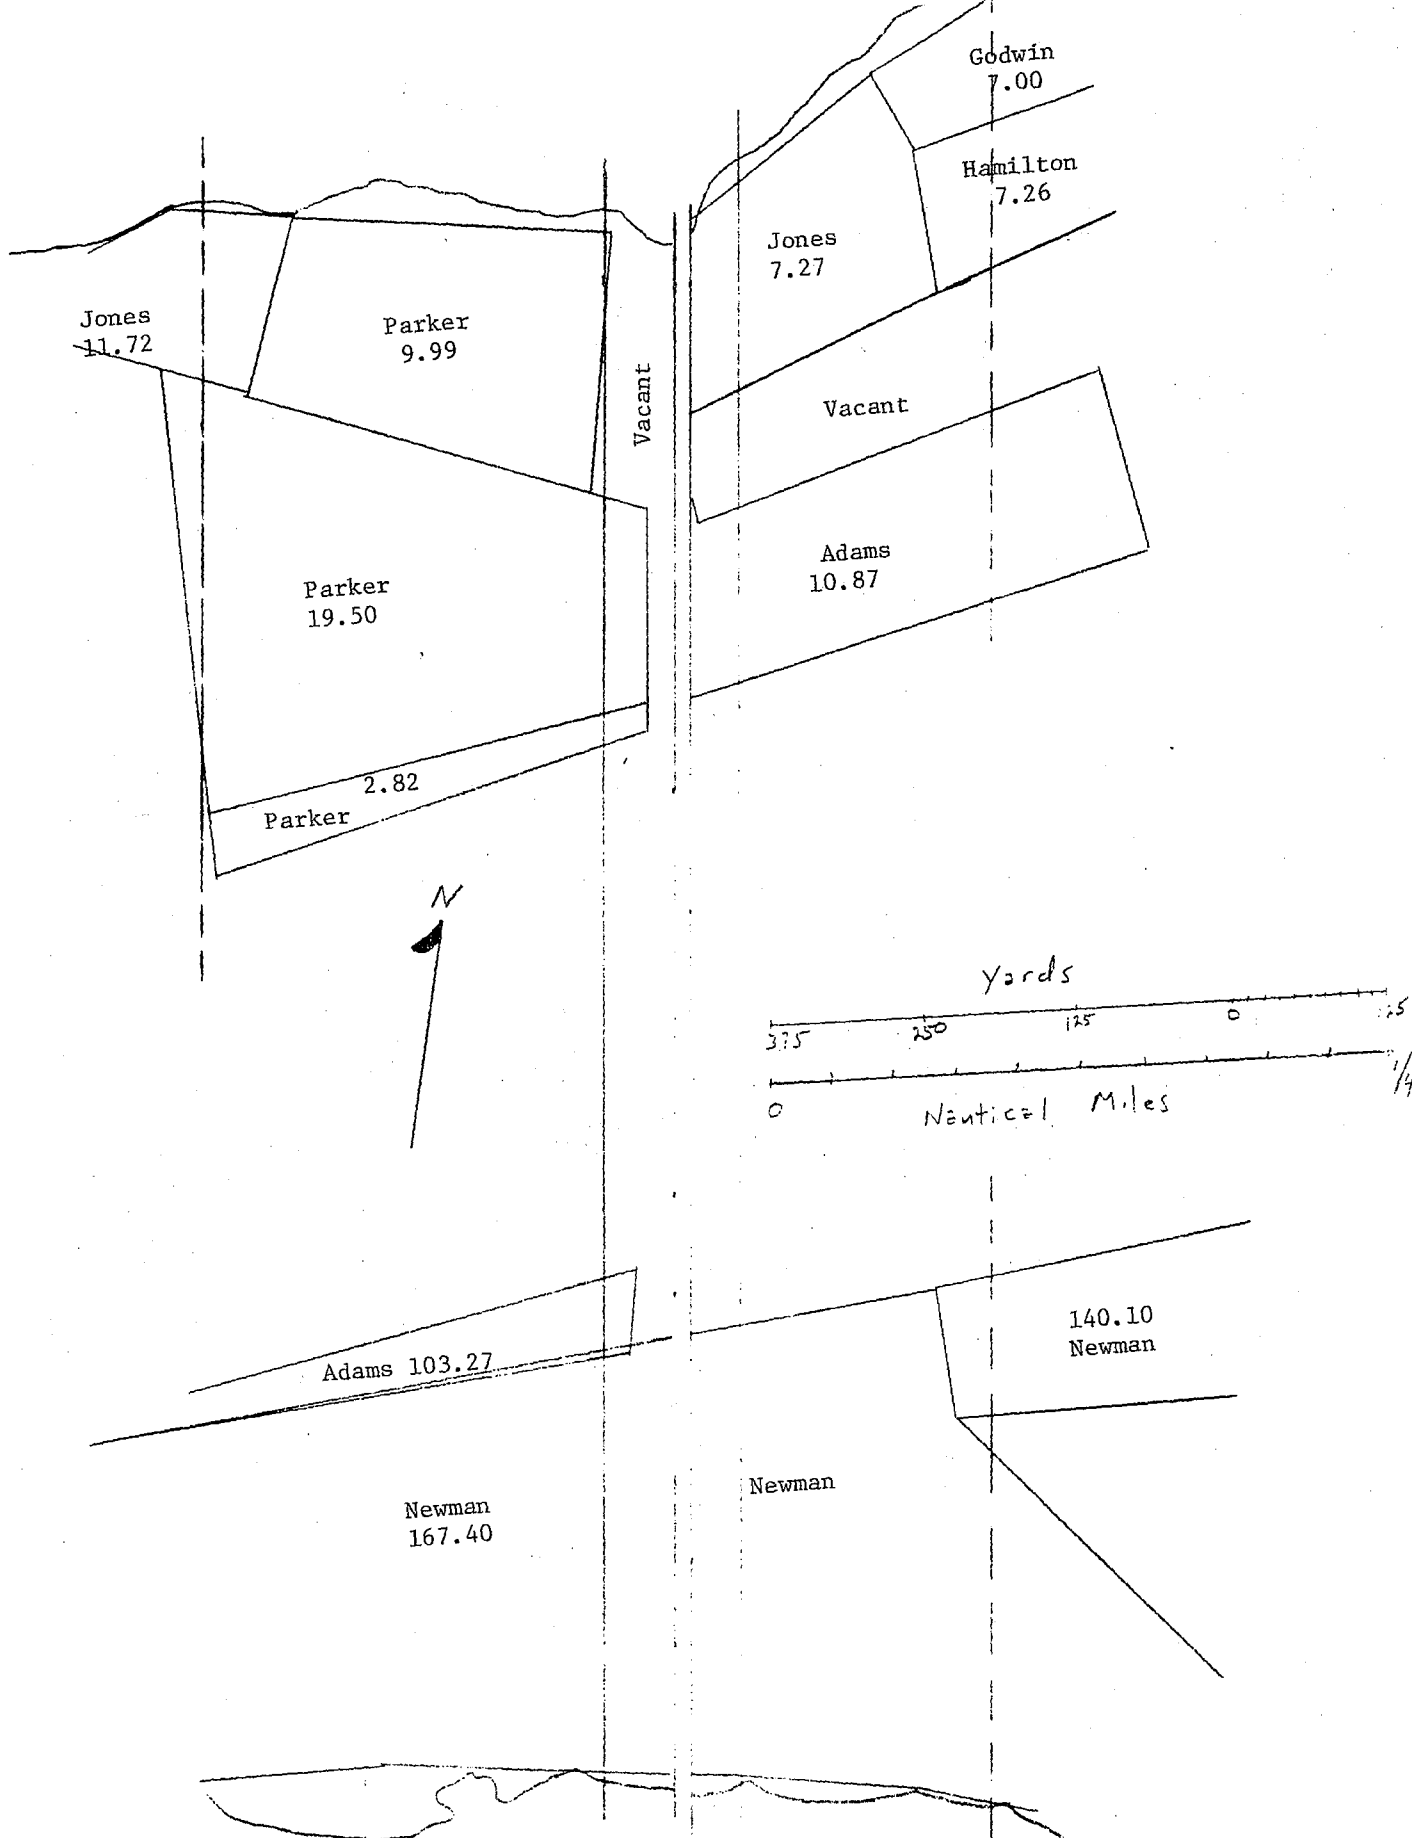 Godwin
7.00
Hamilton
7.26
Jones
7.27
Jones
11.72
Parker
9.99
Vacant
Vacant
Adams
10.87
Parker
19.50
2.82
Parker
N
Yards
375 250 125 0
0 1/4
Nautical Miles
140.10
Newman
Adams 103.27
Newman
Newman
167.40